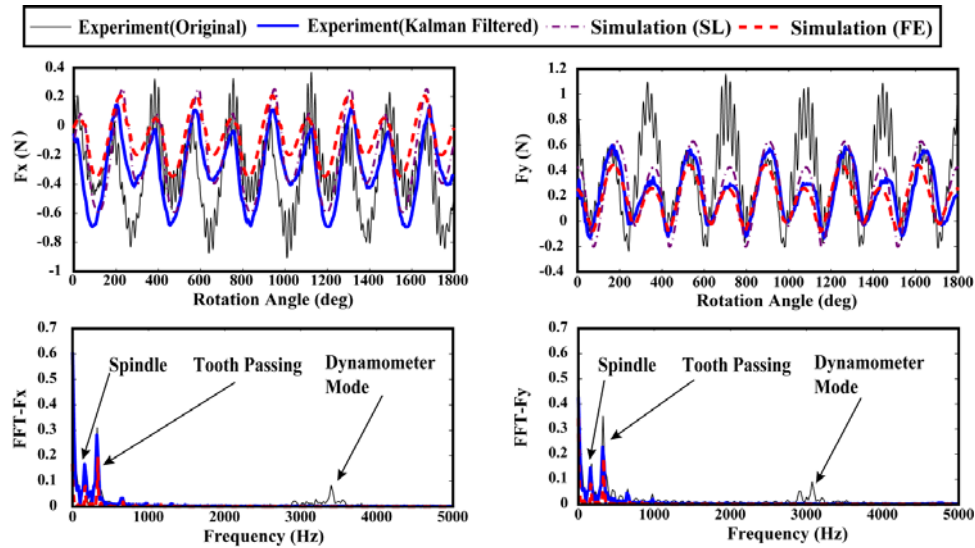 Experiment(Original) Experiment(Kalman Filtered) Simulation (SL) Simulation (FE)
0.4
0.2
0
-0.2
-0.4
-0.6
-0.8
-1
Fx (N)
0 200 400 600 800 1000 1200 1400 1600 1800
Rotation Angle (deg)
1.2
1
0.8
0.6
0.4
0.2
0
-0.2
-0.4
Fy (N)
0 200 400 600 800 1000 1200 1400 1600 1800
Rotation Angle (deg)
0.7
0.6
0.5
0.4
0.3
0.2
0.1
0
FFT-Fx
Spindle
Tooth Passing
Dynamometer
Mode
0 1000 2000 3000 4000 5000
Frequency (Hz)
0.7
0.6
0.5
0.4
0.3
0.2
0.1
0
FFT-Fy
Spindle
Tooth Passing
Dynamometer
Mode
0 1000 2000 3000 4000 5000
Frequency (Hz)